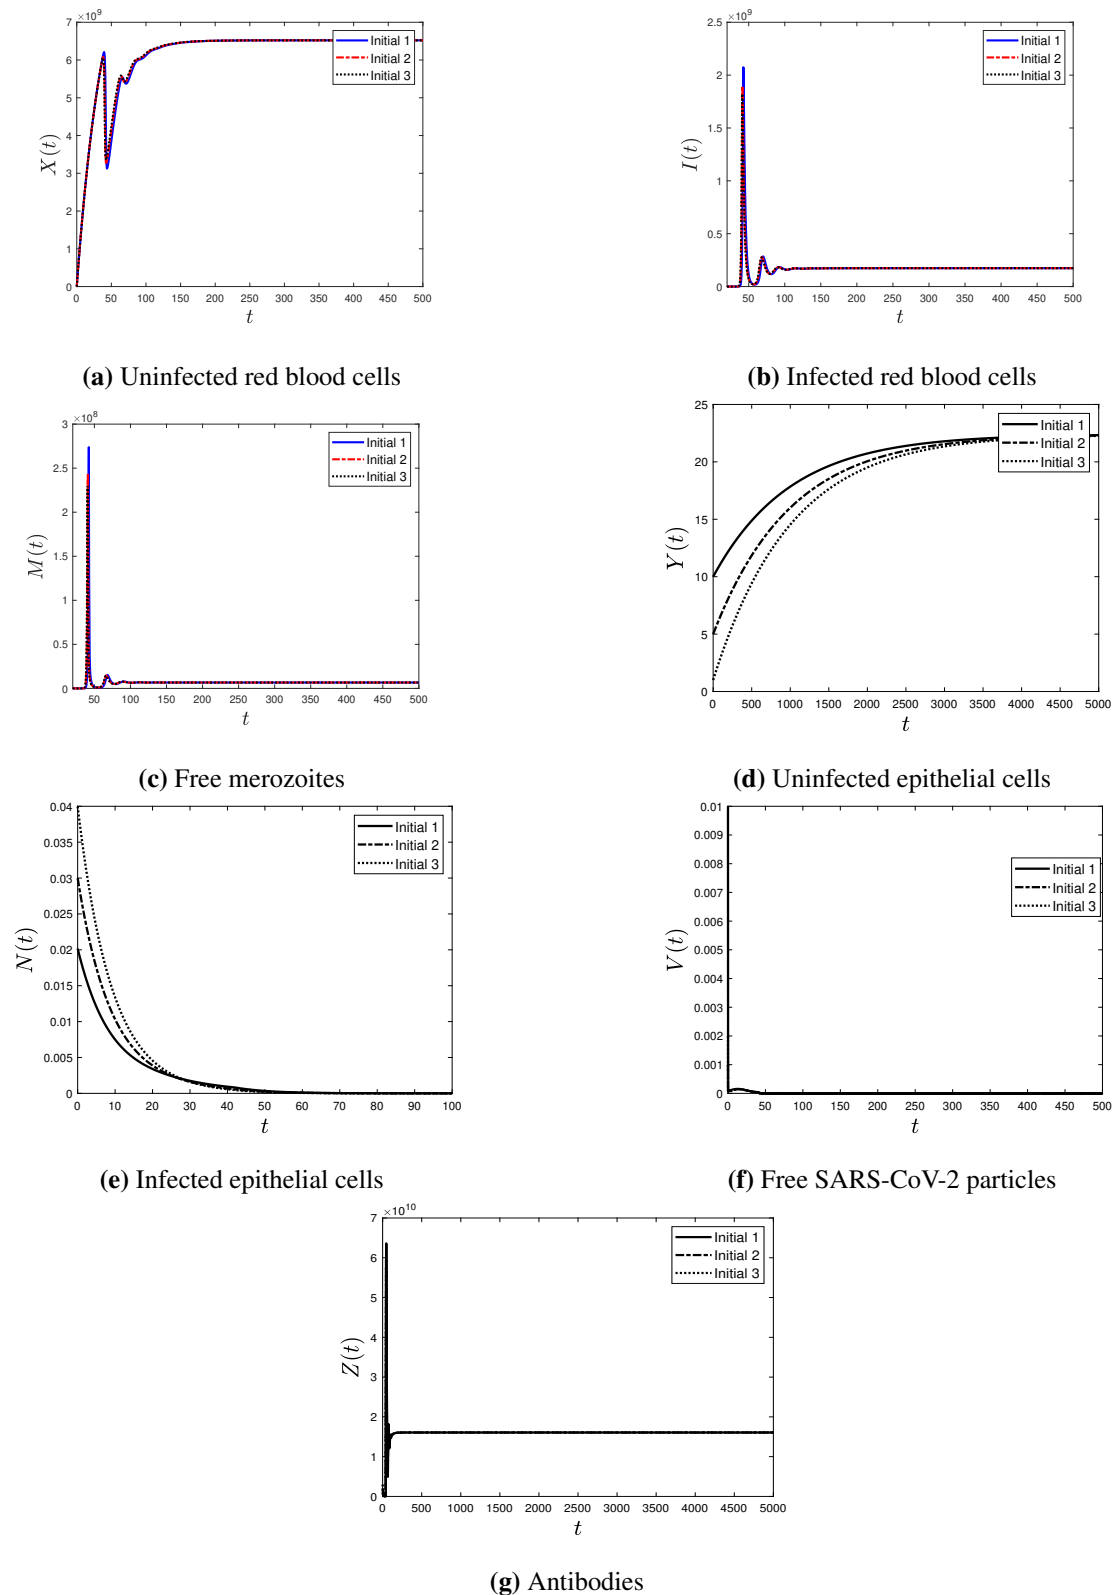 ×10^9
7
6
5
4
3
2
1
0
X(t)
0 50 100 150 200 250 300 350 400 450 500
t
Initial 1
Initial 2
Initial 3
(a) Uninfected red blood cells
×10^9
2.5
2
1.5
1
0.5
0
I(t)
50 100 150 200 250 300 350 400 450 500
t
Initial 1
Initial 2
Initial 3
(b) Infected red blood cells
×10^8
3
2.5
2
1.5
1
0.5
0
M(t)
50 100 150 200 250 300 350 400 450 500
t
Initial 1
Initial 2
Initial 3
(c) Free merozoites
25
20
15
10
5
0
Y(t)
0 500 1000 1500 2000 2500 3000 3500 4000 4500 5000
t
Initial 1
Initial 2
Initial 3
(d) Uninfected epithelial cells
0.04
0.035
0.03
0.025
0.02
0.015
0.01
0.005
0
N(t)
0 10 20 30 40 50 60 70 80 90 100
t
Initial 1
Initial 2
Initial 3
(e) Infected epithelial cells
0.01
0.009
0.008
0.007
0.006
0.005
0.004
0.003
0.002
0.001
0
V(t)
0 50 100 150 200 250 300 350 400 450 500
t
Initial 1
Initial 2
Initial 3
(f) Free SARS-CoV-2 particles
×10^10
7
6
5
4
3
2
1
0
Z(t)
0 500 1000 1500 2000 2500 3000 3500 4000 4500 5000
t
Initial 1
Initial 2
Initial 3
(g) Antibodies